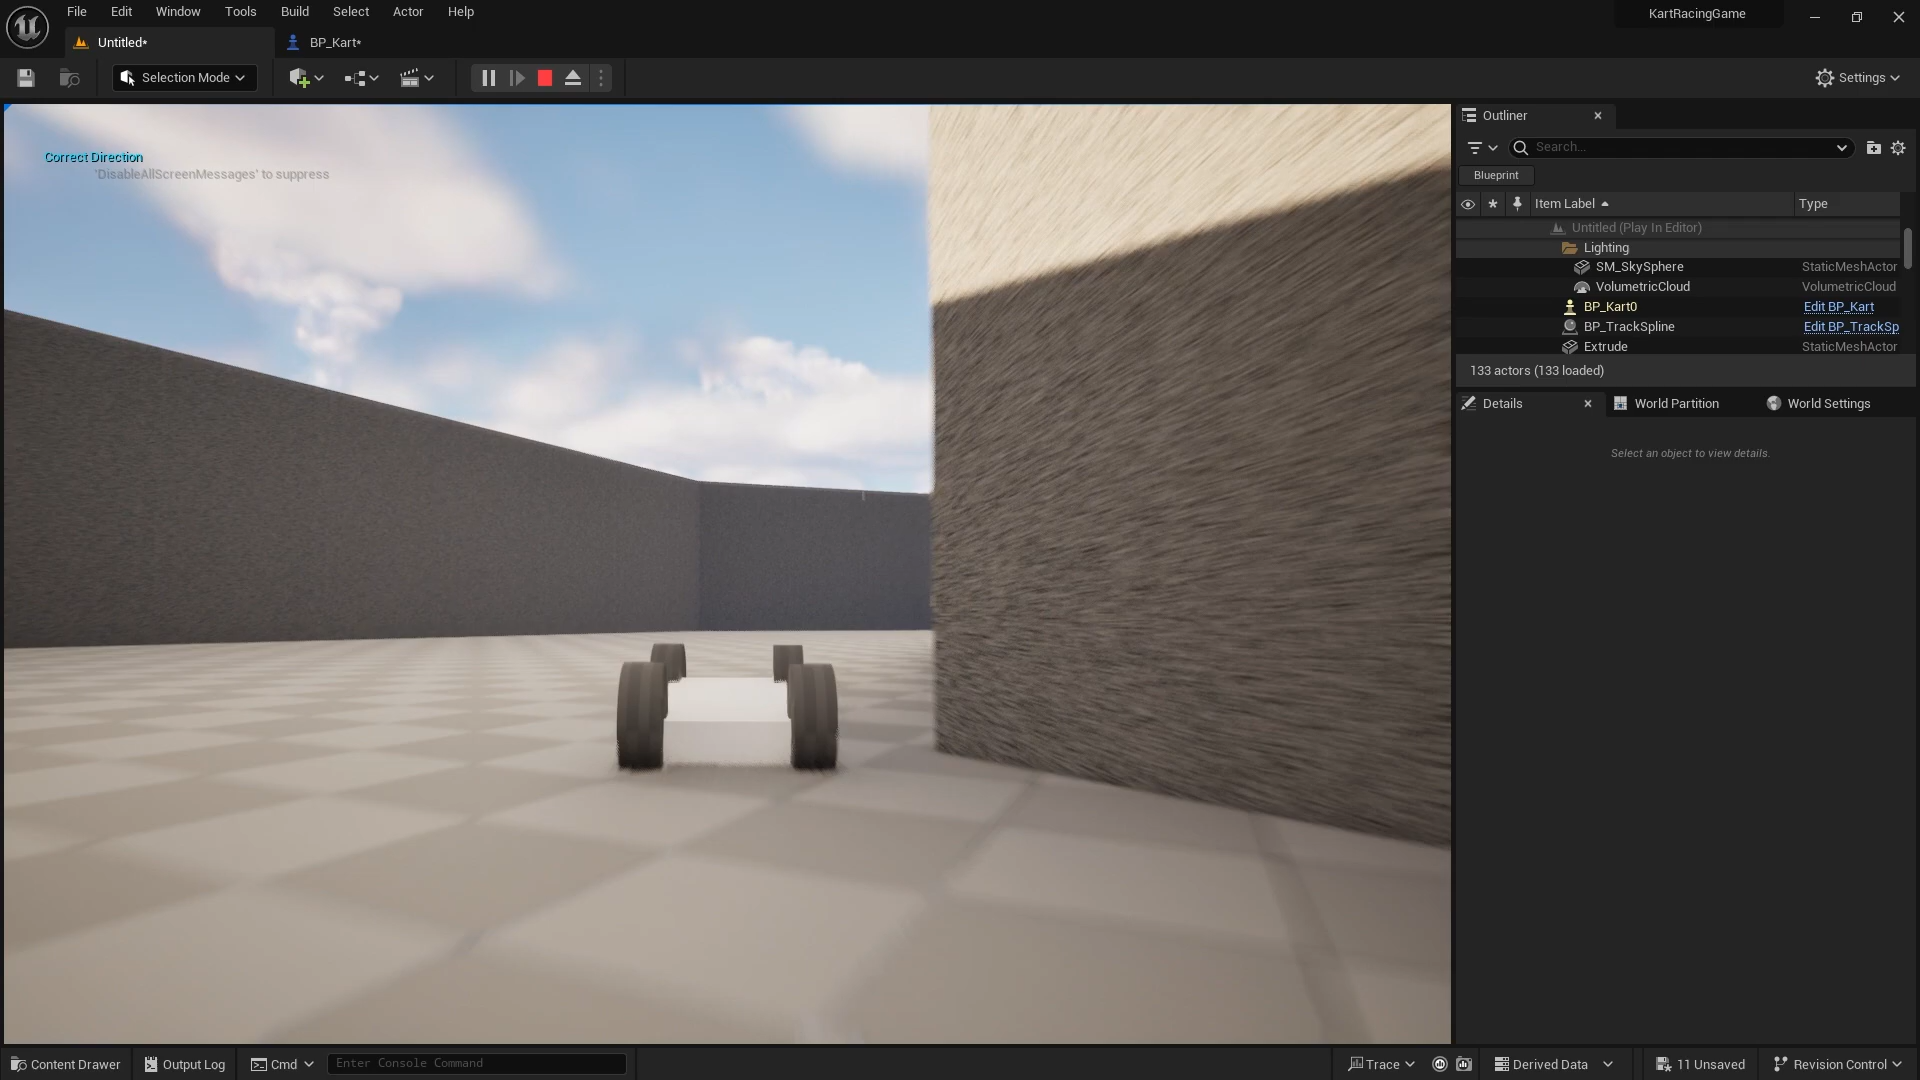 File Edit Window Tools Build Select Actor Help
KartRacingGame
Untitled*
BP_Kart*
Selection Mode
Settings
Correct Direction
'DisableAllScreenMessages' to suppress
Outliner
Search...
Blueprint
Item Label
Type
Untitled (Play In Editor)
Lighting
SM_SkySphere StaticMeshActor
VolumetricCloud VolumetricCloud
BP_Kart0 Edit BP_Kart
BP_TrackSpline Edit BP_TrackSp
Extrude StaticMeshActor
133 actors (133 loaded)
Details
World Partition
World Settings
Select an object to view details.
Content Drawer
Output Log
Cmd
Enter Console Command
Trace
Derived Data
11 Unsaved
Revision Control